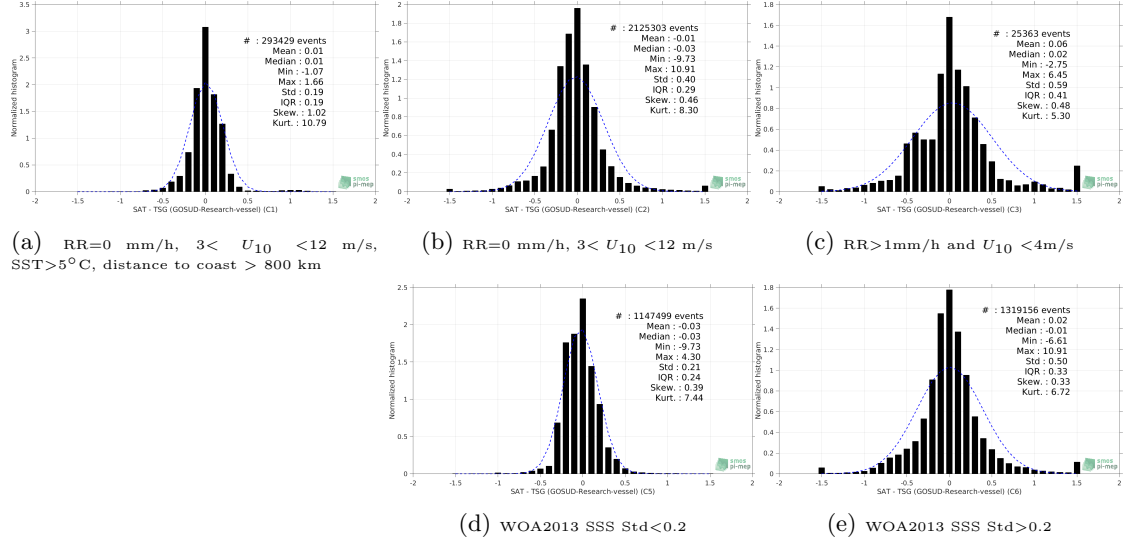 3.5
3
2.5
2
1.5
1
0.5
0
-2 -1.5 -1 -0.5 0 0.5 1 1.5 2
Normalized histogram
SAT - TSG (GOSUD-Research-vessel) (C1)
# : 293429 events
Mean : 0.01
Median : 0.01
Min : -1.07
Max : 1.66
Std : 0.19
IQR : 0.19
Skew. : 1.02
Kurt. : 10.79
smos
pi-mep
(a) RR=0 mm/h, 3< U10 <12 m/s,
SST>5°C, distance to coast > 800 km
2
1.8
1.6
1.4
1.2
1
0.8
0.6
0.4
0.2
0
-2 -1.5 -1 -0.5 0 0.5 1 1.5 2
Normalized histogram
SAT - TSG (GOSUD-Research-vessel) (C2)
# : 2125303 events
Mean : -0.01
Median : -0.03
Min : -9.73
Max : 10.91
Std : 0.40
IQR : 0.29
Skew. : 0.46
Kurt. : 8.30
smos
pi-mep
(b) RR=0 mm/h, 3< U10 <12 m/s
1.8
1.6
1.4
1.2
1
0.8
0.6
0.4
0.2
0
-2 -1.5 -1 -0.5 0 0.5 1 1.5 2
Normalized histogram
SAT - TSG (GOSUD-Research-vessel) (C3)
# : 25363 events
Mean : 0.06
Median : 0.02
Min : -2.75
Max : 6.45
Std : 0.59
IQR : 0.41
Skew. : 0.48
Kurt. : 5.30
smos
pi-mep
(c) RR>1mm/h and U10 <4m/s
2.5
2
1.5
1
0.5
0
-2 -1.5 -1 -0.5 0 0.5 1 1.5 2
Normalized histogram
SAT - TSG (GOSUD-Research-vessel) (C5)
# : 1147499 events
Mean : -0.03
Median : -0.03
Min : -9.73
Max : 4.30
Std : 0.21
IQR : 0.24
Skew. : 0.39
Kurt. : 7.44
smos
pi-mep
(d) WOA2013 SSS Std<0.2
1.8
1.6
1.4
1.2
1
0.8
0.6
0.4
0.2
0
-2 -1.5 -1 -0.5 0 0.5 1 1.5 2
Normalized histogram
SAT - TSG (GOSUD-Research-vessel) (C6)
# : 1319156 events
Mean : 0.02
Median : -0.01
Min : -6.61
Max : 10.91
Std : 0.50
IQR : 0.33
Skew. : 0.33
Kurt. : 6.72
smos
pi-mep
(e) WOA2013 SSS Std>0.2